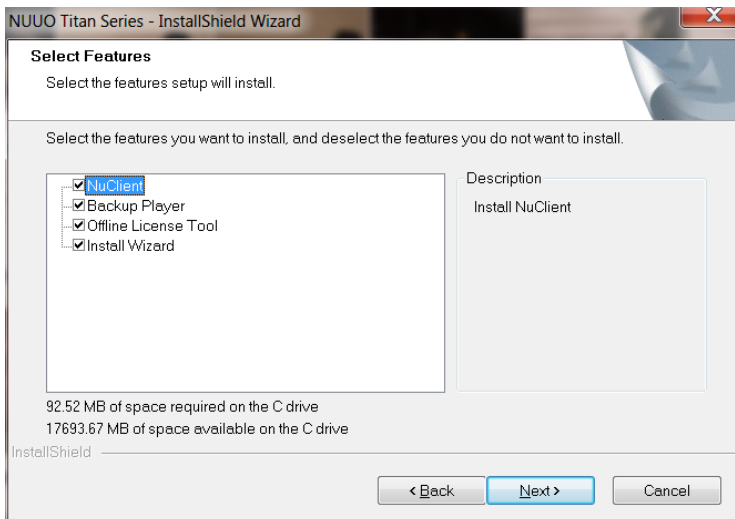 NUUO Titan Series - InstallShield Wizard
Select Features
Select the features setup will install.
Select the features you want to install, and deselect the features you do not want to install.
NuClient
Backup Player
Offline License Tool
Install Wizard
Description
Install NuClient
92.52 MB of space required on the C drive
17693.67 MB of space available on the C drive
InstallShield
< Back
Next >
Cancel